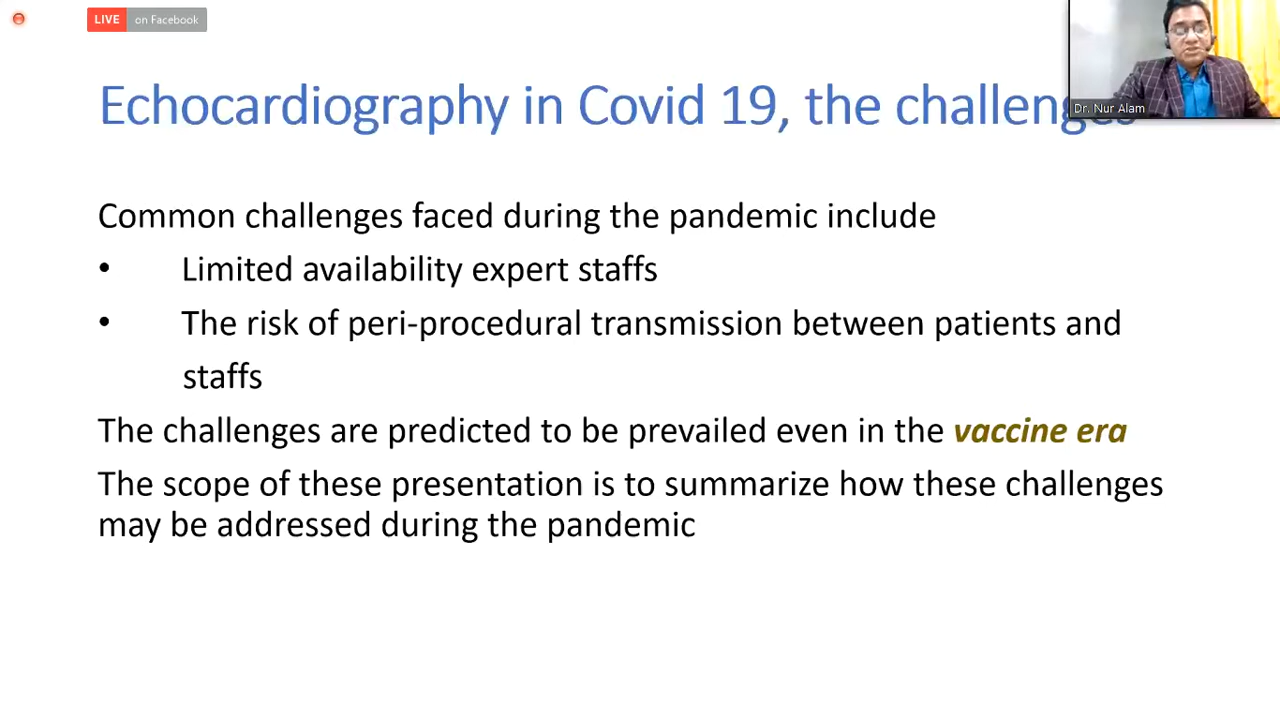 LIVE on Facebook
Echocardiography in Covid 19, the challenges
Dr. Nur Alam
Common challenges faced during the pandemic include
• Limited availability expert staffs
• The risk of peri-procedural transmission between patients and
staffs
The challenges are predicted to be prevailed even in the vaccine era
The scope of these presentation is to summarize how these challenges
may be addressed during the pandemic